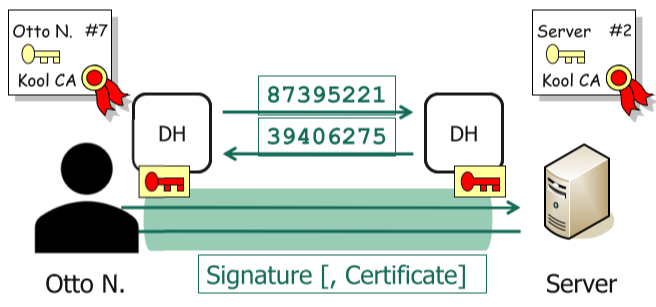 Otto N. #7
Kool CA
Server #2
Kool CA
87395221
DH
DH
39406275
Signature [, Certificate]
Otto N.
Server